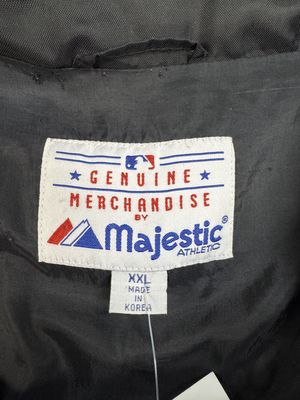 GENUINE
MERCHANDISE
BY
Majestic®
ATHLETIC
XXL
MADE
IN
KOREA